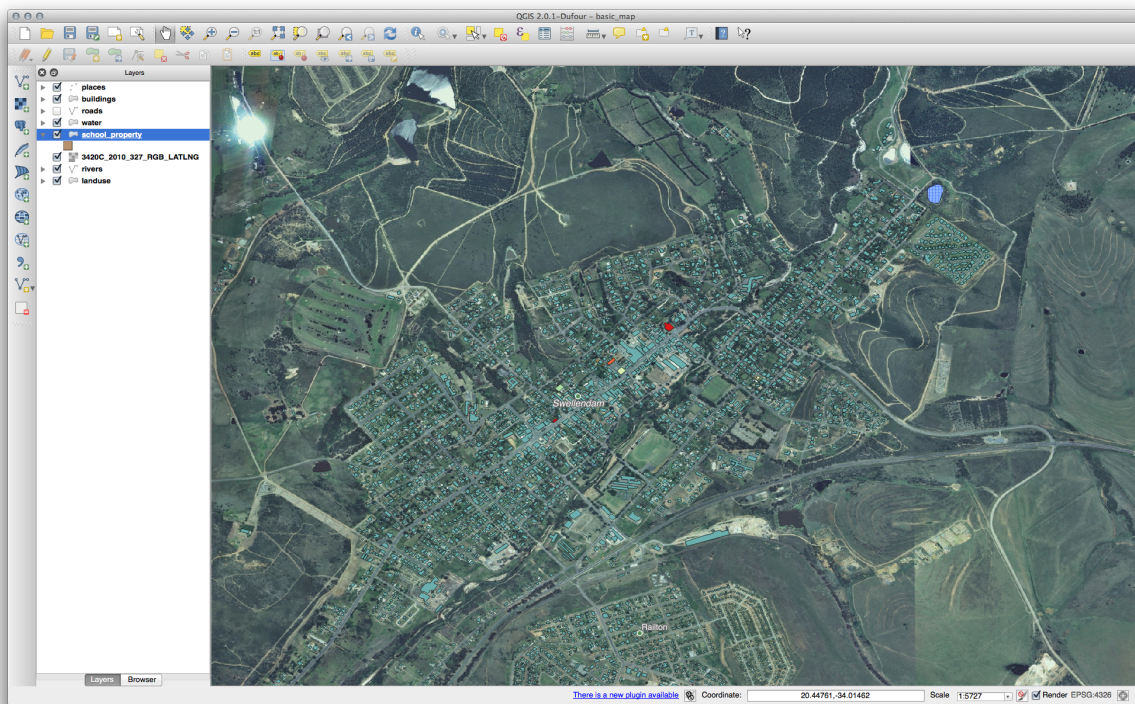 QGIS 2.0.1-Dufour – basic_map
Layers
places
buildings
roads
water
school_property
3420C_2010_327_RGB_LATLNG
rivers
landuse
Swellendam
Railton
Layers Browser
There is a new plugin available Coordinate: 20.44761,-34.01462 Scale 1:5727 Render EPSG:4326